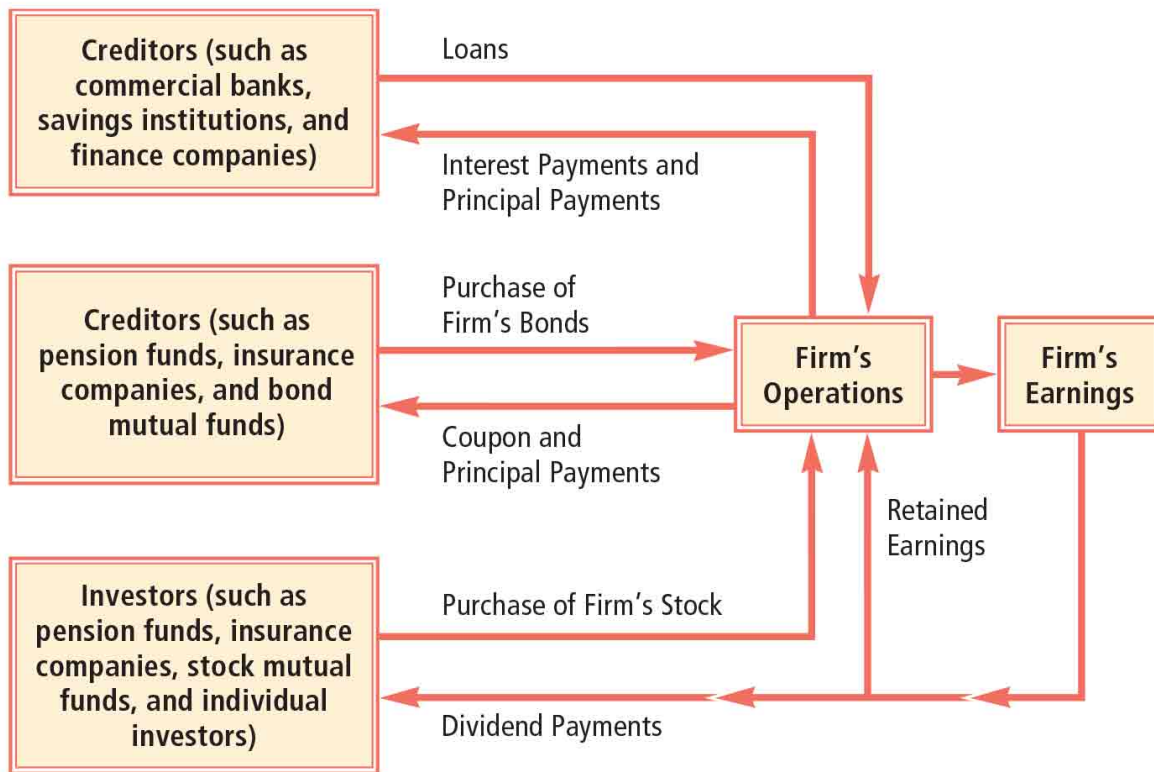 Creditors (such as
commercial banks,
savings institutions, and
finance companies)
Loans
Interest Payments and
Principal Payments
Creditors (such as
pension funds, insurance
companies, and bond
mutual funds)
Purchase of
Firm’s Bonds
Coupon and
Principal Payments
Firm’s
Operations
Firm’s
Earnings
Retained
Earnings
Investors (such as
pension funds, insurance
companies, stock mutual
funds, and individual
investors)
Purchase of Firm’s Stock
Dividend Payments